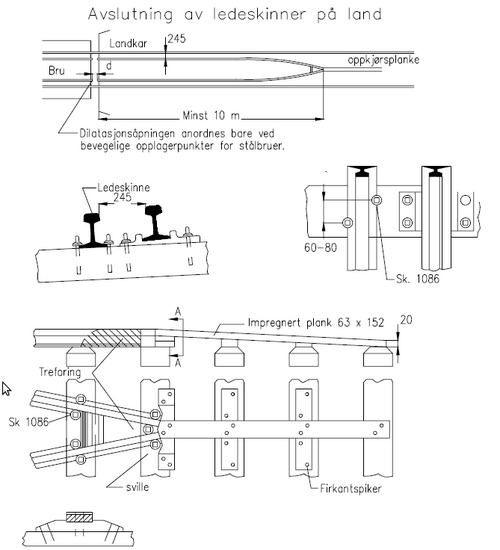 Avslutning av ledeskinner på land
Landkar
245
oppkjørsplanke
Bru
d
Minst 10 m
Dilatasjonsåpningen anordnes bare ved
bevegelige opplagerpunkter for stålbruer.
Ledeskinne
245
60-80
Sk. 1086
A
Impregnert plank 63 x 152
20
A
Treforing
Sk 1086
sville
Firkantspiker